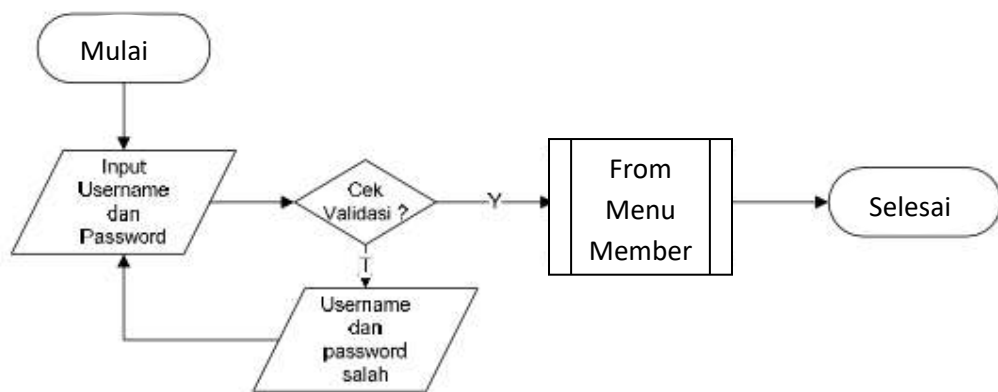 Mulai
Input
Username
dan
Password
Cek
Validasi ?
Y
From
Menu
Member
Selesai
T
Username
dan
password
salah